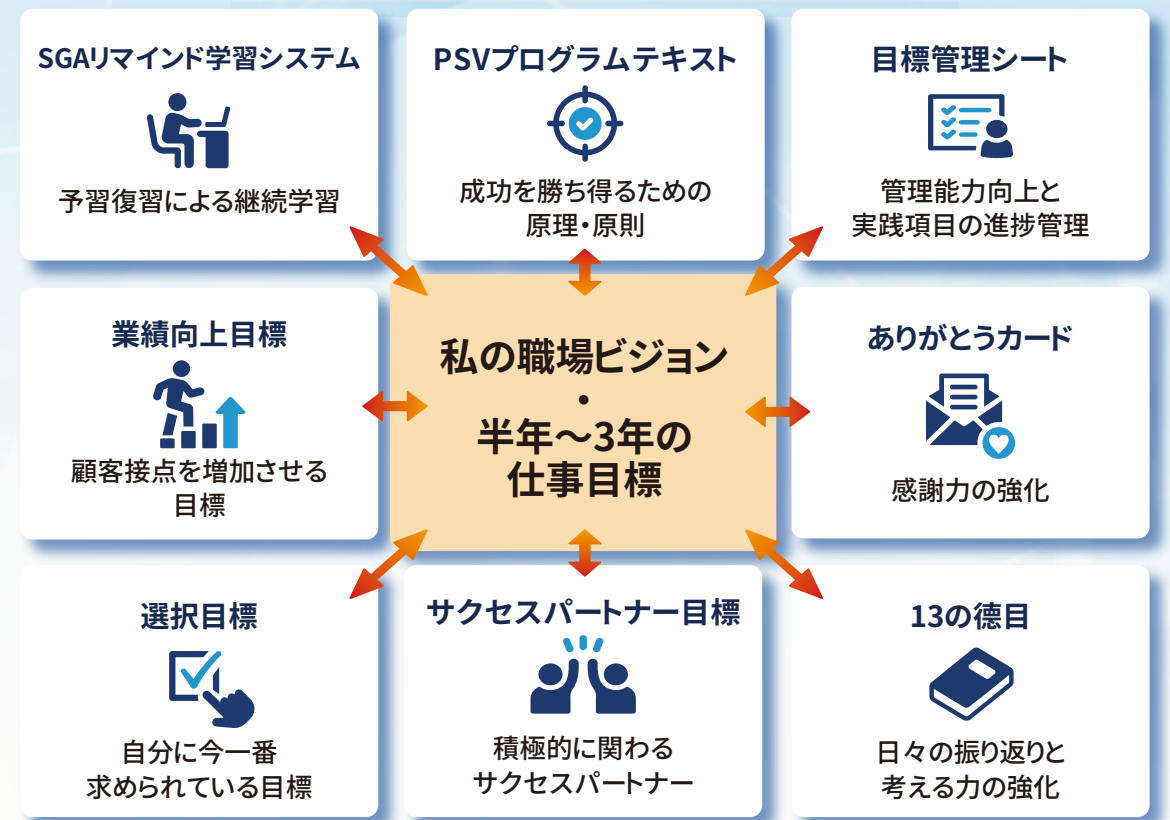 SGAリマインド学習システム
予習復習による継続学習
PSVプログラムテキスト
成功を勝ち得るための
原理・原則
目標管理シート
管理能力向上と
実践項目の進捗管理
業績向上目標
顧客接点を増加させる
目標
私の職場ビジョン
・
半年〜3年の
仕事目標
ありがとうカード
感謝力の強化
選択目標
自分に今一番
求められている目標
サクセスパートナー目標
積極的に関わる
サクセスパートナー
13の徳目
日々の振り返りと
考える力の強化